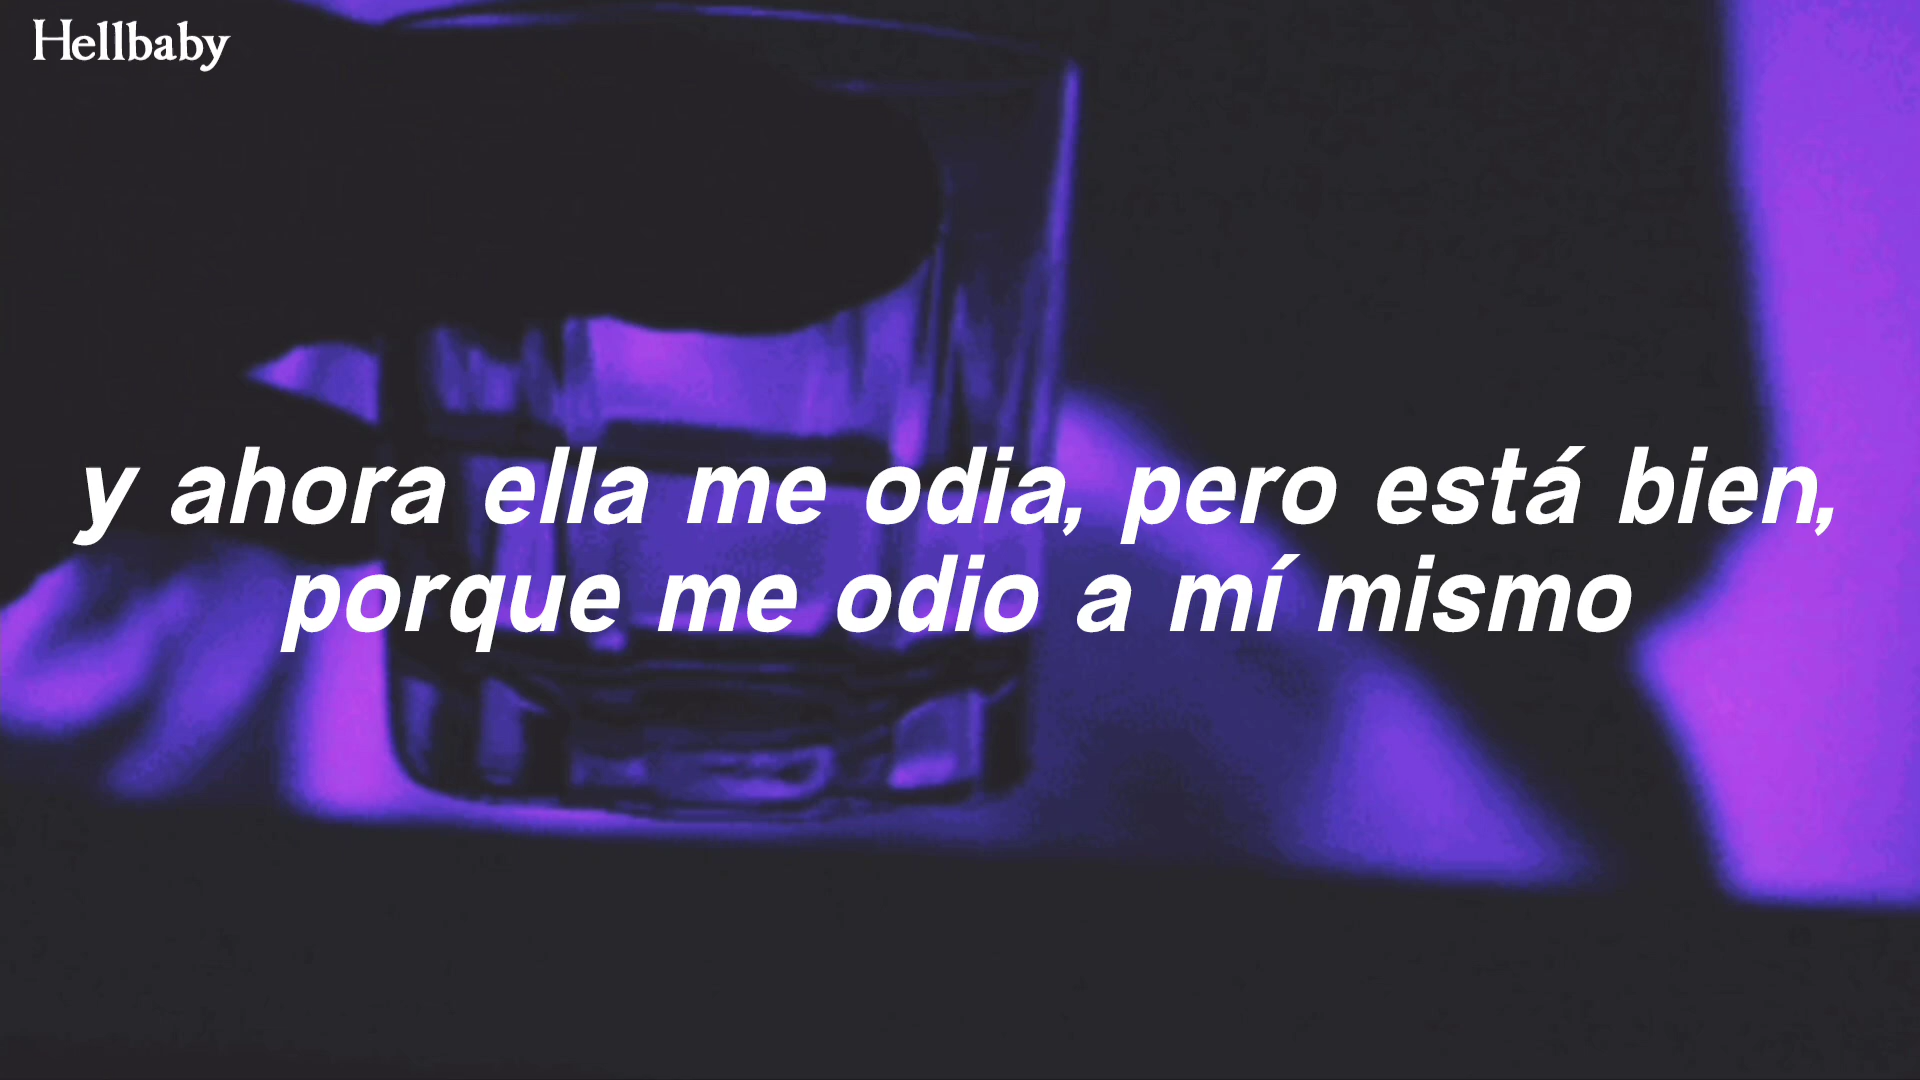 Hellbaby
y ahora ella me odia, pero está bien,
porque me odio a mí mismo